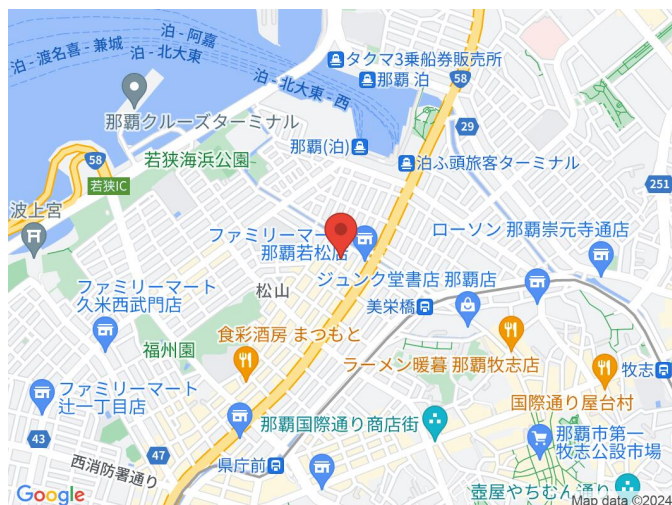 泊 - 渡名喜 - 兼城
泊 - 阿嘉
泊 - 北大東
泊 - 北大東 - 西
タクマ3乗船券販売所
那覇 泊
58
那覇クルーズターミナル
29
那覇(泊)
若狭海浜公園
泊ふ頭旅客ターミナル
58
若狭IC
251
波上宮
ローソン 那覇崇元寺通店
ファミリーマート
那覇若松店
ファミリーマート
久米西武門店
ジュンク堂書店 那覇店
松山
美栄橋
食彩酒房 まつもと
福州園
ラーメン暖暮 那覇牧志店
牧志
ファミリーマート
辻一丁目店
国際通り屋台村
那覇国際通り商店街
43
47
那覇市第一
牧志公設市場
西消防署通り
県庁前
壺屋やちむん通り
Google
Map data ©2024